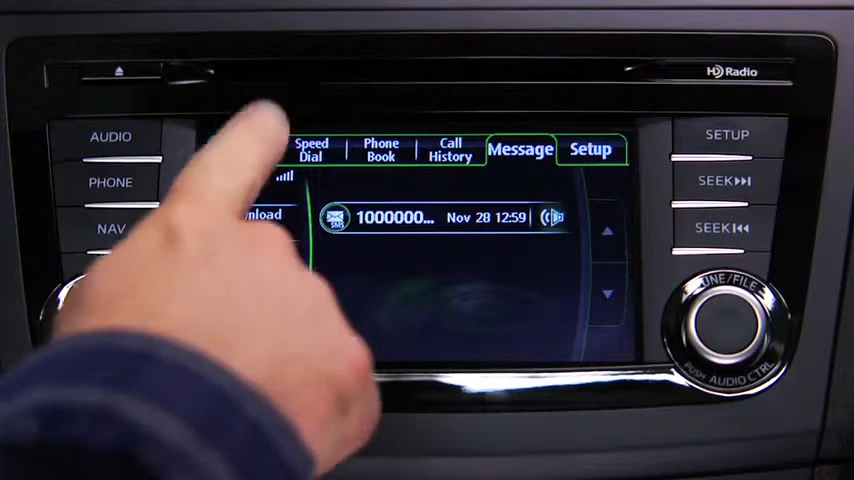 HD Radio
AUDIO
PHONE
NAV
Speed Dial
Phone Book
Call History
Message
Setup
SMS
1000000...
Nov 28 12:59
SETUP
SEEK
SEEK
TUNE/FILE
PUSH AUDIO CTRL